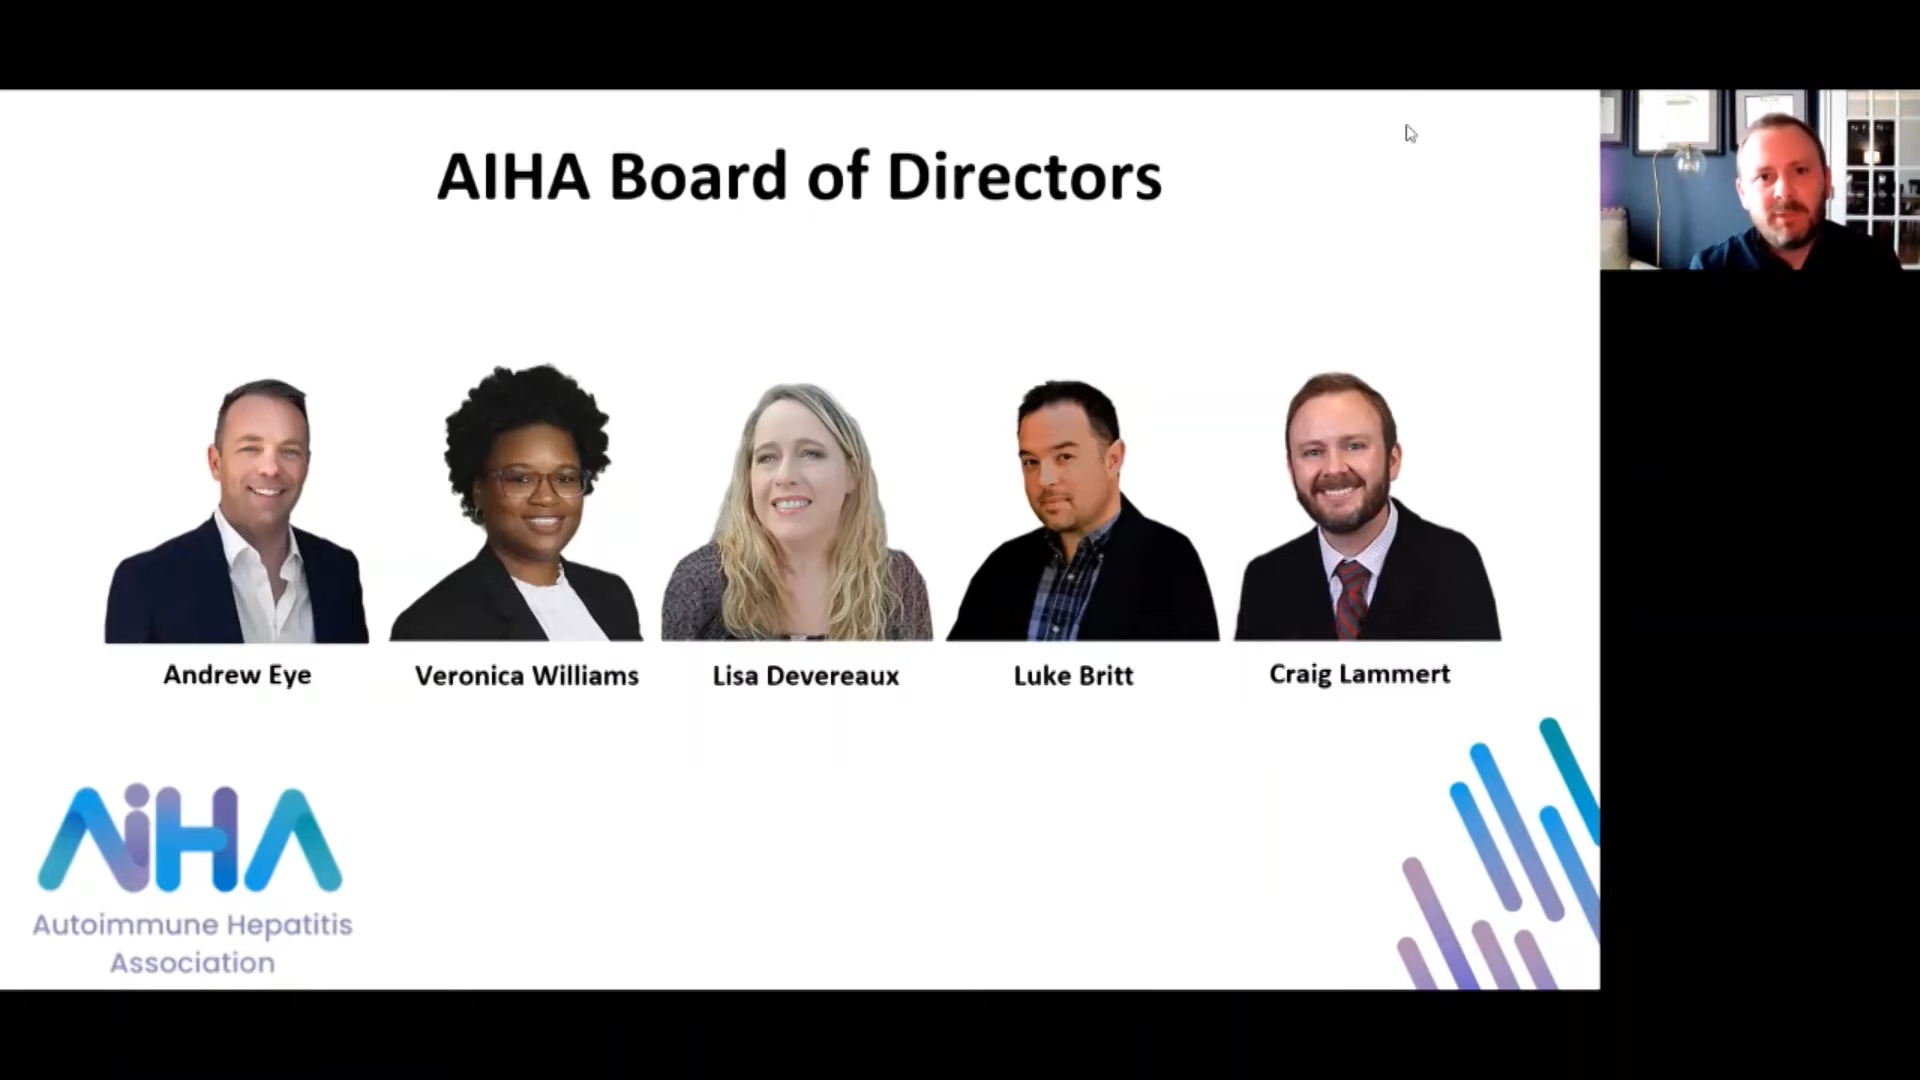 AIHA Board of Directors
Andrew Eye
Veronica Williams
Lisa Devereaux
Luke Britt
Craig Lammert
AiHA
Autoimmune Hepatitis
Association